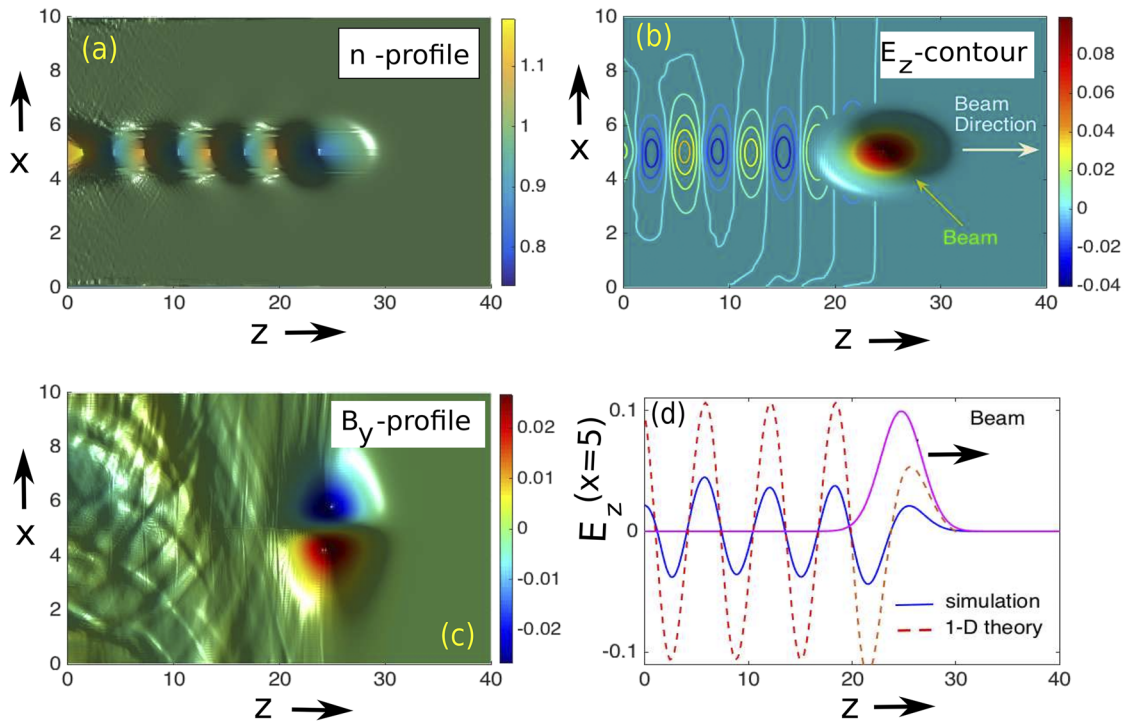 (a)
n -profile
10
8
6
4
2
0
x
0
10
20
30
40
z
1.1
1
0.9
0.8
(b)
E_z-contour
Beam
Direction
Beam
10
8
6
4
2
0
x
0
10
20
30
40
z
0.08
0.06
0.04
0.02
0
-0.02
-0.04
(c)
B_y-profile
10
8
6
4
2
0
x
0
10
20
30
40
z
0.02
0.01
0
-0.01
-0.02
(d)
Beam
E_z(x=5)
0.1
0
-0.1
simulation
1-D theory
0
10
20
30
40
z